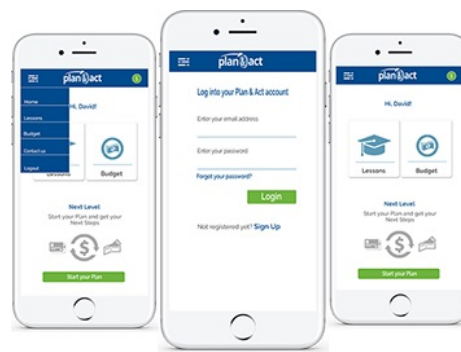 plan&act
Home
Lessons
Budget
Contact us
Logout
Hi, David!
Lessons
Budget
Next Level
Start your Plan and get your
Next Steps
$
Start your Plan
plan&act
Log into your Plan & Act account
Enter your email address
Enter your password
Forgot your password?
Login
Not registered yet? Sign Up
plan&act
Hi, David!
Lessons
Budget
Next Level
Start your Plan and get your
Next Steps
$
Start your Plan